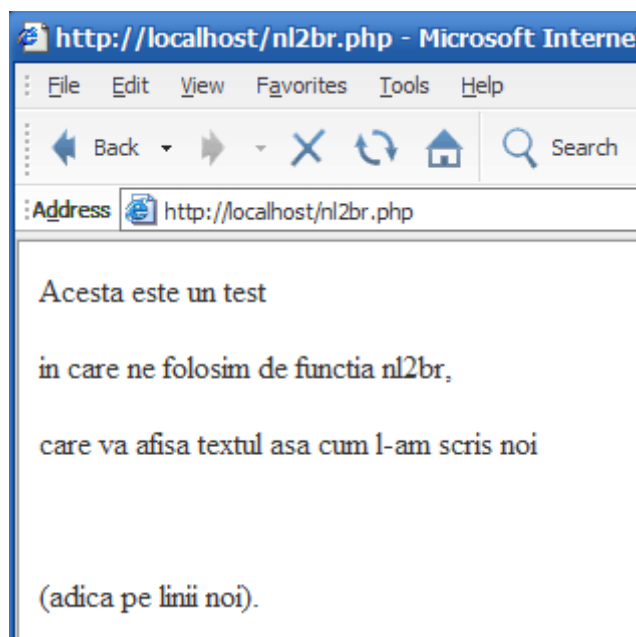 http://localhost/nl2br.php - Microsoft Interne
File Edit View Favorites Tools Help
Back Search
Address http://localhost/nl2br.php
Acesta este un test
in care ne folosim de functia nl2br,
care va afisa textul asa cum l-am scris noi
(adica pe linii noi).